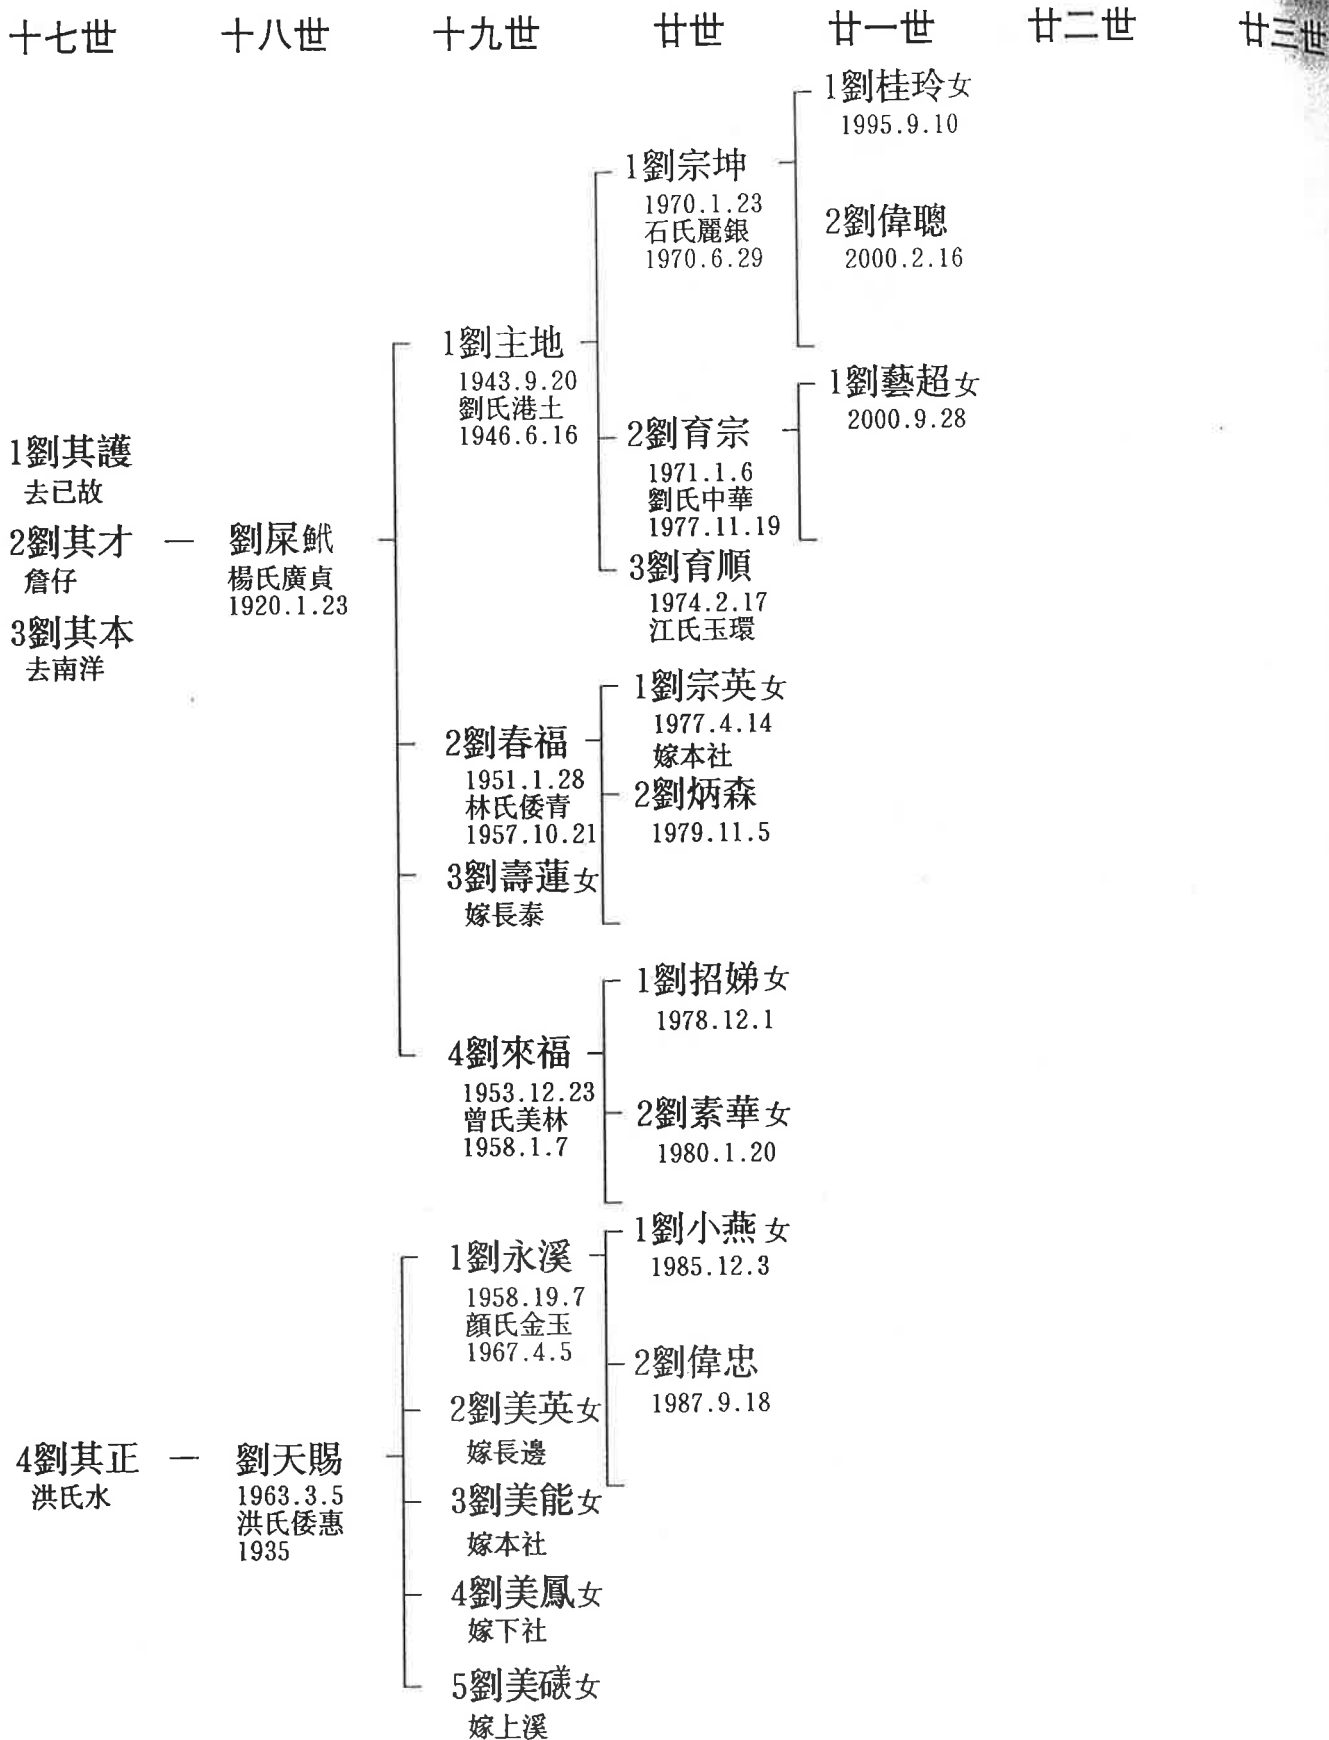 十七世 十八世 十九世 廿世 廿一世 廿二世 廿三世
1劉其護
去已故
2劉其才
詹仔
3劉其本
去南洋
劉屎𩵱
楊氏廣貞
1920.1.23
1劉主地
1943.9.20
劉氏港土
1946.6.16
1劉宗坤
1970.1.23
石氏麗銀
1970.6.29
1劉桂玲女
1995.9.10
2劉偉聰
2000.2.16
2劉育宗
1971.1.6
劉氏中華
1977.11.19
1劉藝超女
2000.9.28
3劉育順
1974.2.17
江氏玉環
2劉春福
1951.1.28
林氏倭青
1957.10.21
1劉宗英女
1977.4.14
嫁本社
2劉炳森
1979.11.5
3劉壽蓮女
嫁長泰
4劉來福
1953.12.23
曾氏美林
1958.1.7
1劉招娣女
1978.12.1
2劉素華女
1980.1.20
4劉其正
洪氏水
劉天賜
1963.3.5
洪氏倭惠
1935
1劉永溪
1958.19.7
顏氏金玉
1967.4.5
1劉小燕女
1985.12.3
2劉偉忠
1987.9.18
2劉美英女
嫁長邊
3劉美能女
嫁本社
4劉美鳳女
嫁下社
5劉美女
嫁上溪